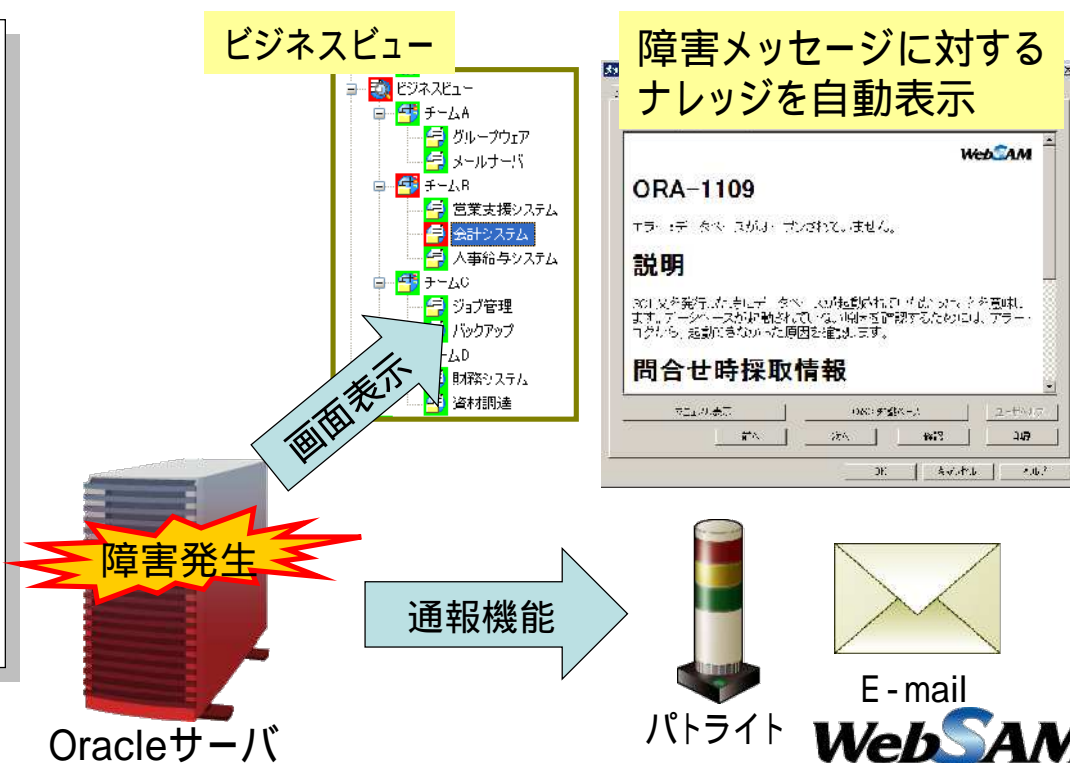 ビジネスビュー
障害メッセージに対する
ナレッジを自動表示
ビジネスビュー
チームA
グループウェア
メールサーバ
チームB
営業支援システム
会計システム
人事給与システム
チームC
ジョブ管理
バックアップ
ームD
財務システム
資材調達
WebSAM
ORA-1109
説明
問合せ時採取情報
画面表示
障害発生
通報機能
Oracleサーバ
パトライト
E-mail
WebSAM